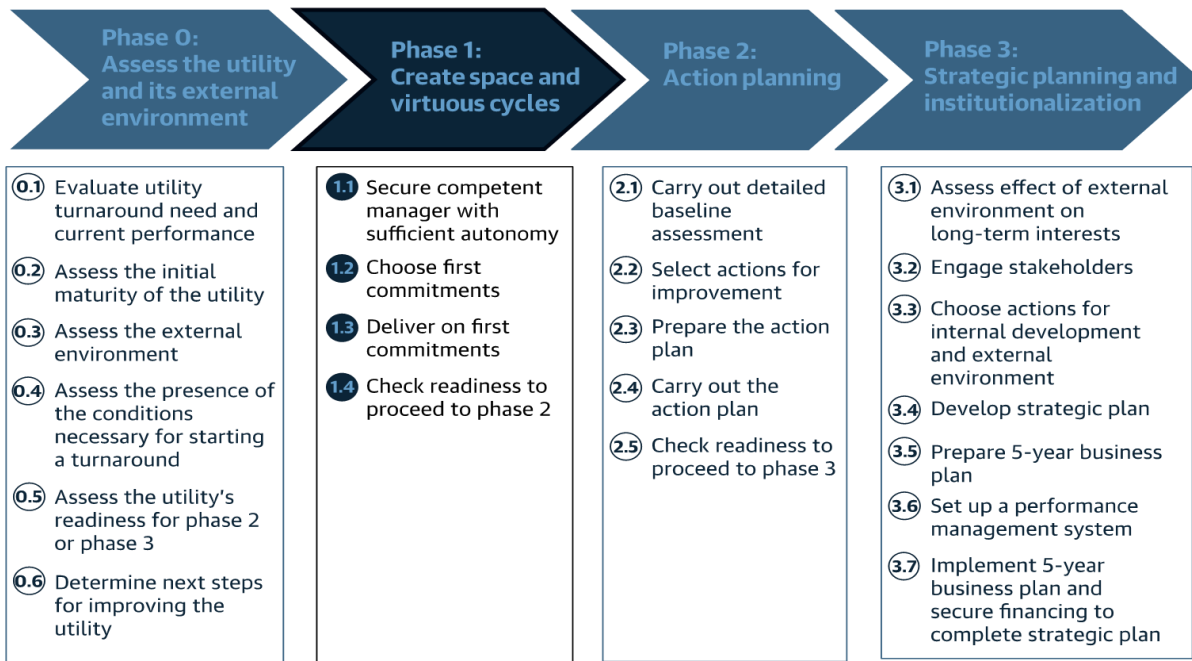 Phase 0:
Assess the utility
and its external
environment
Phase 1:
Create space and
virtuous cycles
Phase 2:
Action planning
Phase 3:
Strategic planning and
institutionalization
0.1 Evaluate utility
turnaround need and
current performance
0.2 Assess the initial
maturity of the utility
0.3 Assess the external
environment
0.4 Assess the presence of
the conditions
necessary for starting
a turnaround
0.5 Assess the utility’s
readiness for phase 2
or phase 3
0.6 Determine next steps
for improving the
utility
1.1 Secure competent
manager with
sufficient autonomy
1.2 Choose first
commitments
1.3 Deliver on first
commitments
1.4 Check readiness to
proceed to phase 2
2.1 Carry out detailed
baseline
assessment
2.2 Select actions for
improvement
2.3 Prepare the action
plan
2.4 Carry out the
action plan
2.5 Check readiness to
proceed to phase 3
3.1 Assess effect of external
environment on
long-term interests
3.2 Engage stakeholders
3.3 Choose actions for
internal development
and external
environment
3.4 Develop strategic plan
3.5 Prepare 5-year business
plan
3.6 Set up a performance
management system
3.7 Implement 5-year
business plan and
secure financing to
complete strategic plan